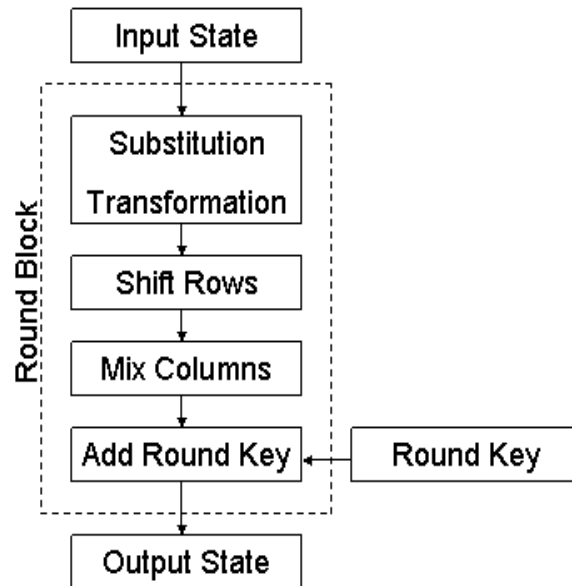 Input State
Substitution
Transformation
Shift Rows
Mix Columns
Add Round Key
Round Key
Output State
Round Block